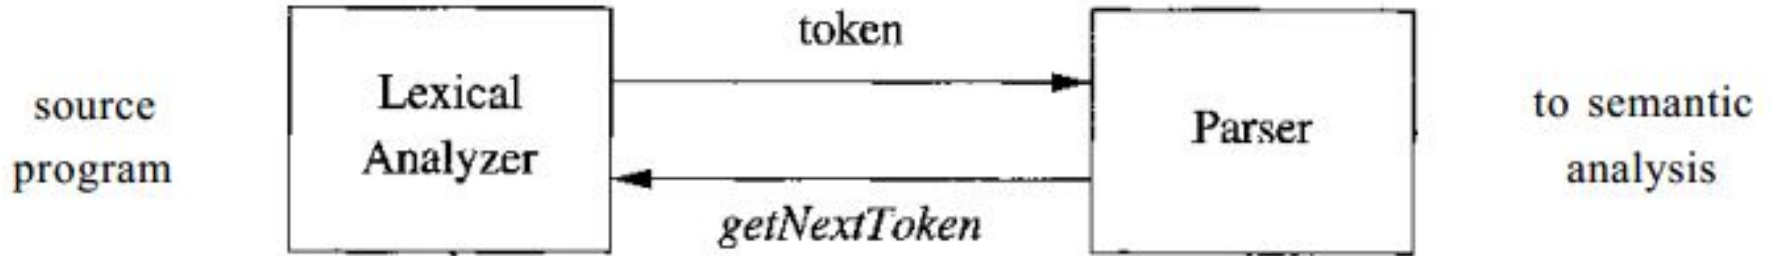 source
program
Lexical
Analyzer
token
getNextToken
Parser
to semantic
analysis